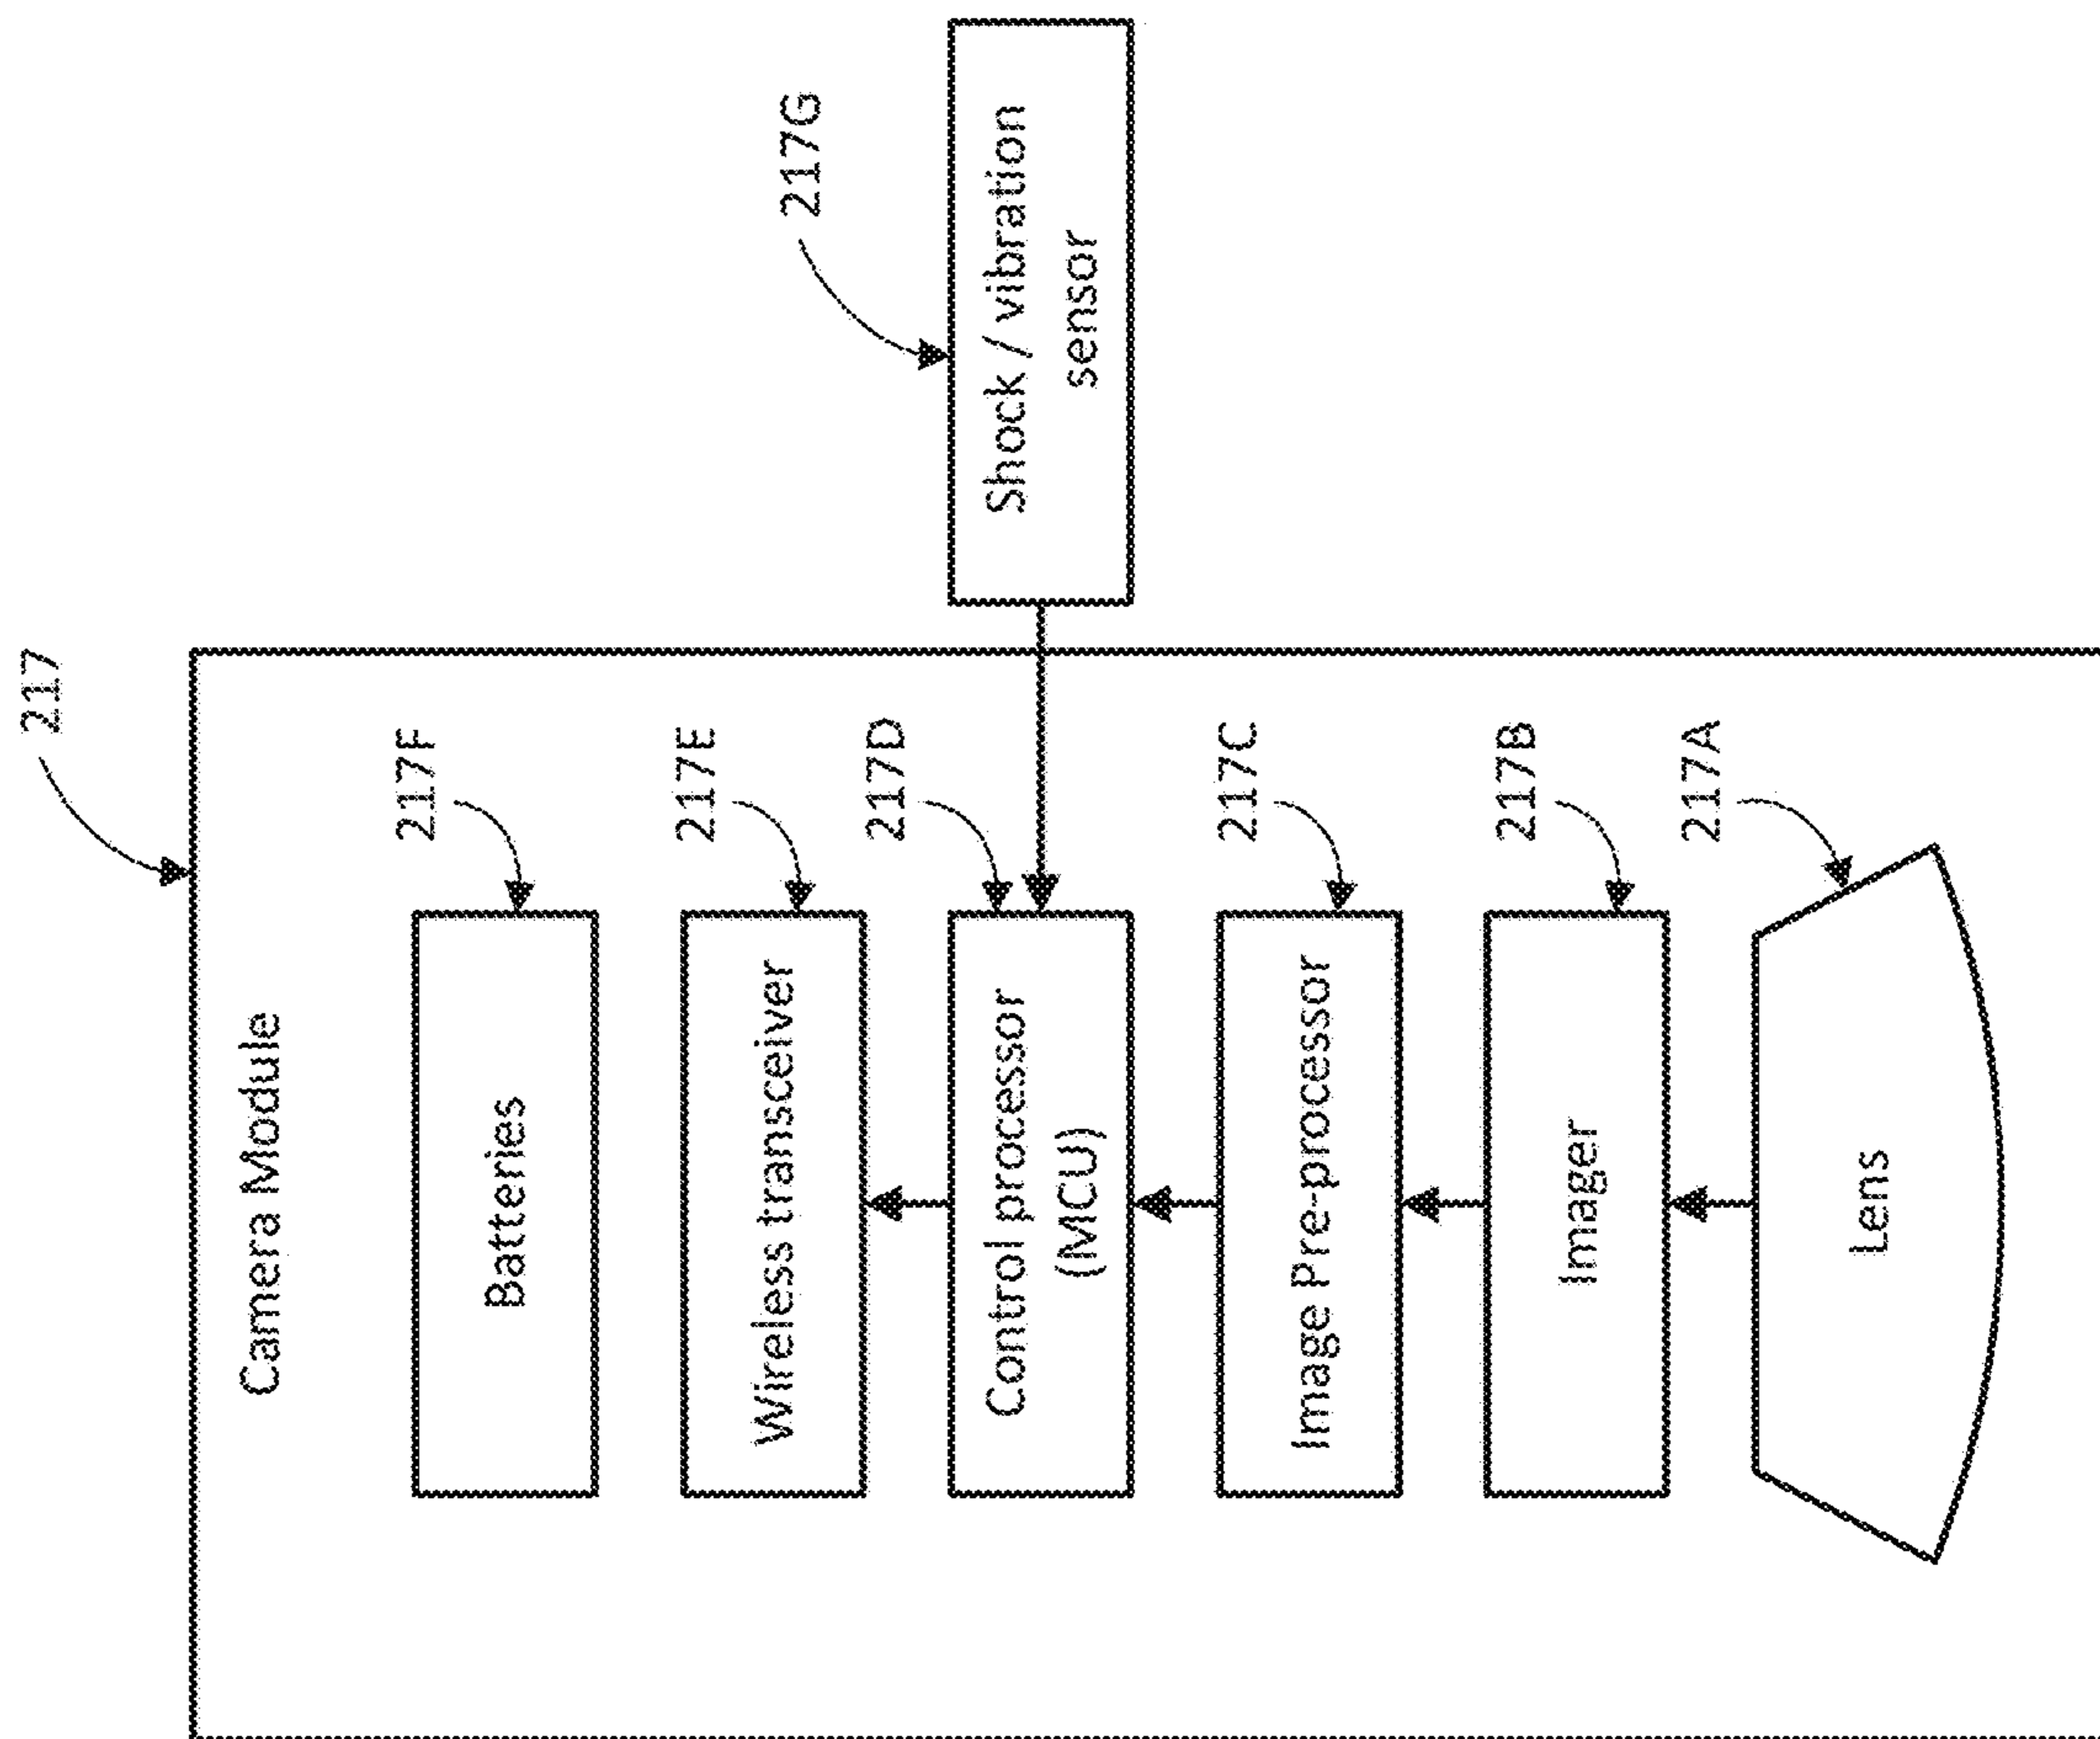 217
Camera Module
217F
Batteries
217E
Wireless transceiver
217D
Control processor
(MCU)
217G
Shock / vibration
sensor
217C
Image Pre-processor
217B
Imager
217A
Lens